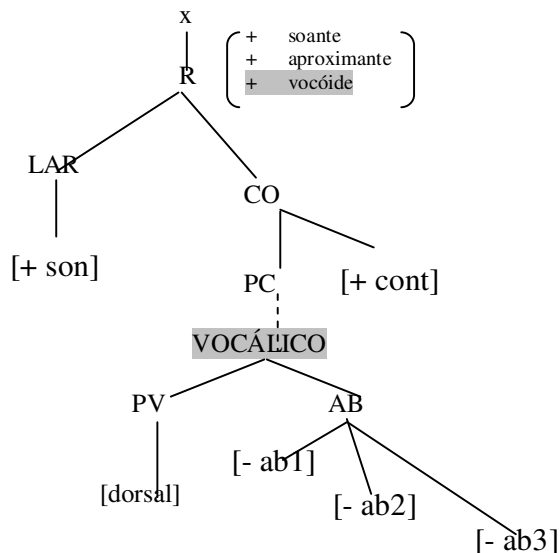 x
+ soante
+ aproximante
+ vocóide
R
LAR
CO
[+ son]
PC
[+ cont]
VOCÁLICO
PV
AB
[dorsal]
[- ab1]
[- ab2]
[- ab3]